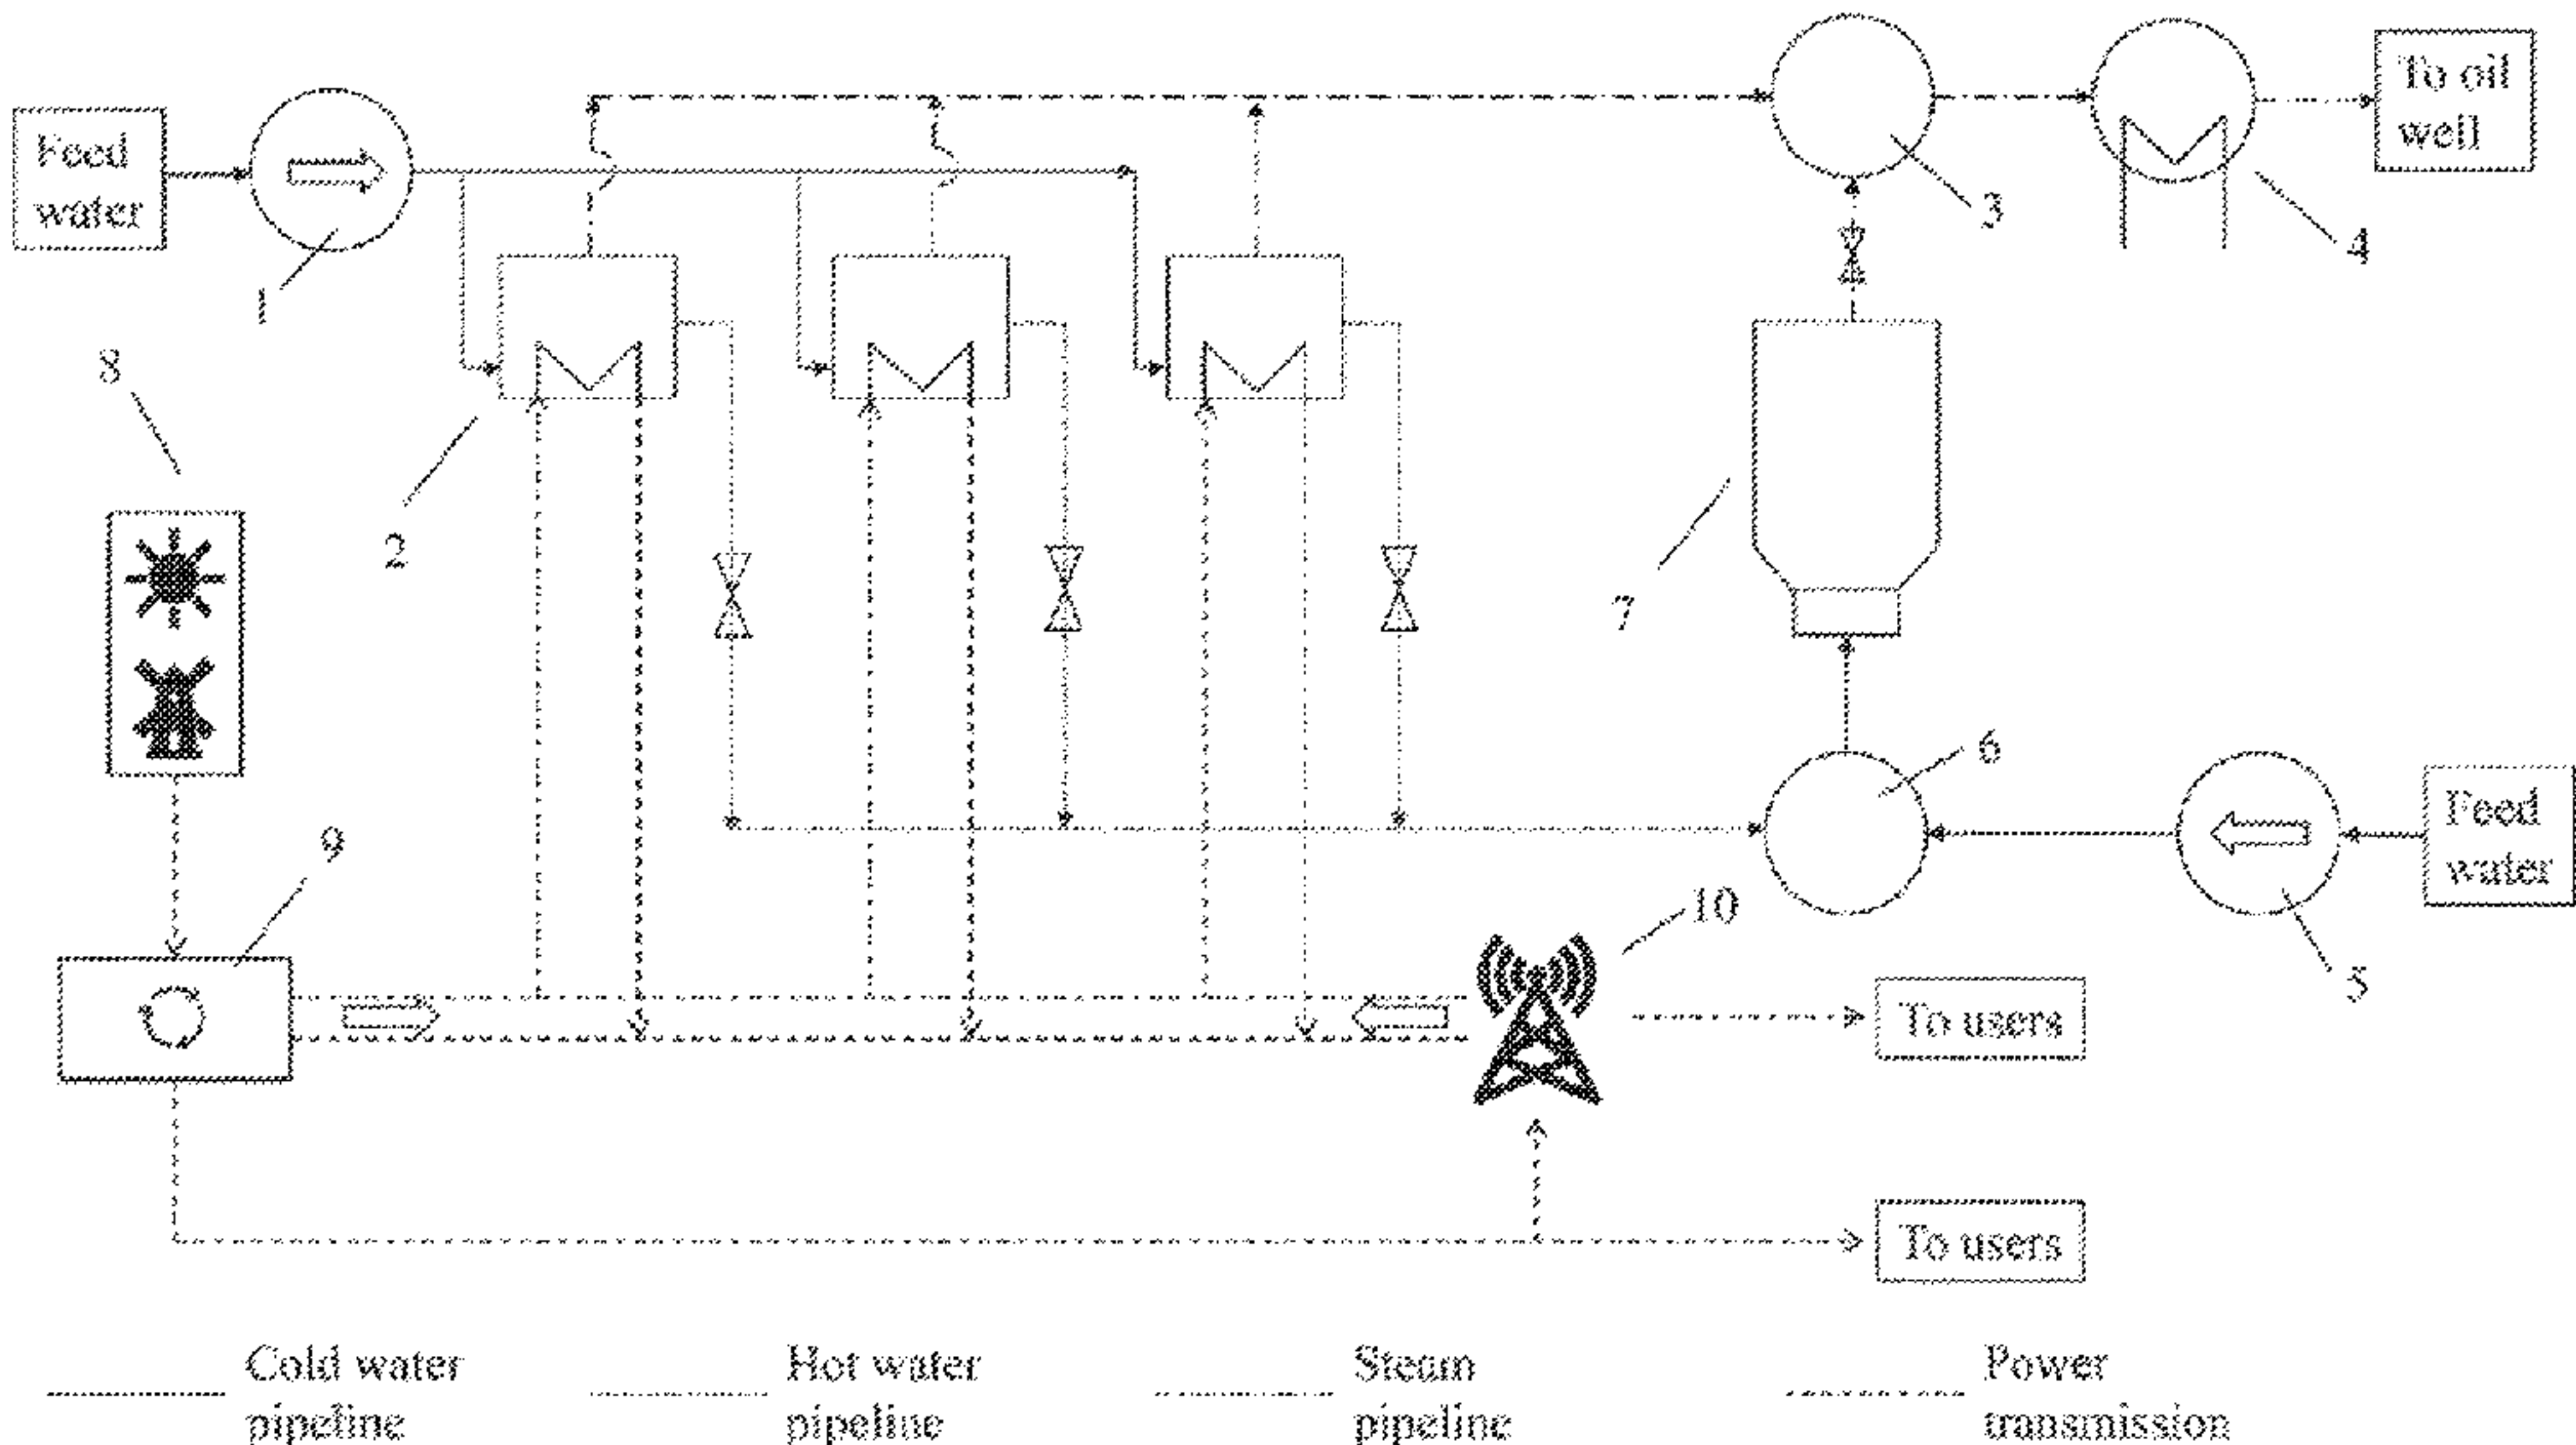 To oil
well
Feed
water
1
3
4
8
2
7
6
9
Feed
water
10
5
To users
To users
Cold water
pipeline
Hot water
pipeline
Steam
pipeline
Power
transmission